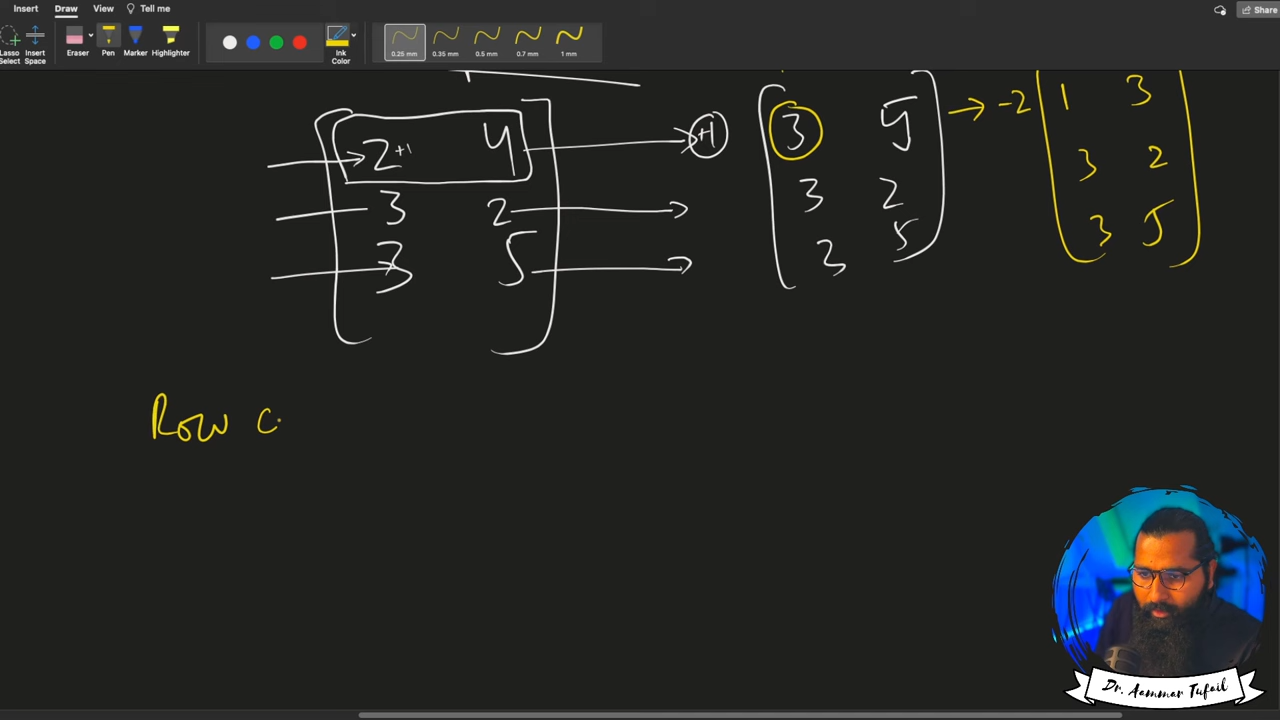 Insert Draw View Tell me
Share
Lasso Select
Insert Space
Eraser
Pen
Marker
Highlighter
Ink Color
0.25 mm
0.35 mm
0.5 mm
0.7 mm
1 mm
2 +1 4 +1 3 5 -2 1 3
3 2 3 2 3 2
3 5 3 5 3 5
Row c
Dr. Aammar Tufail